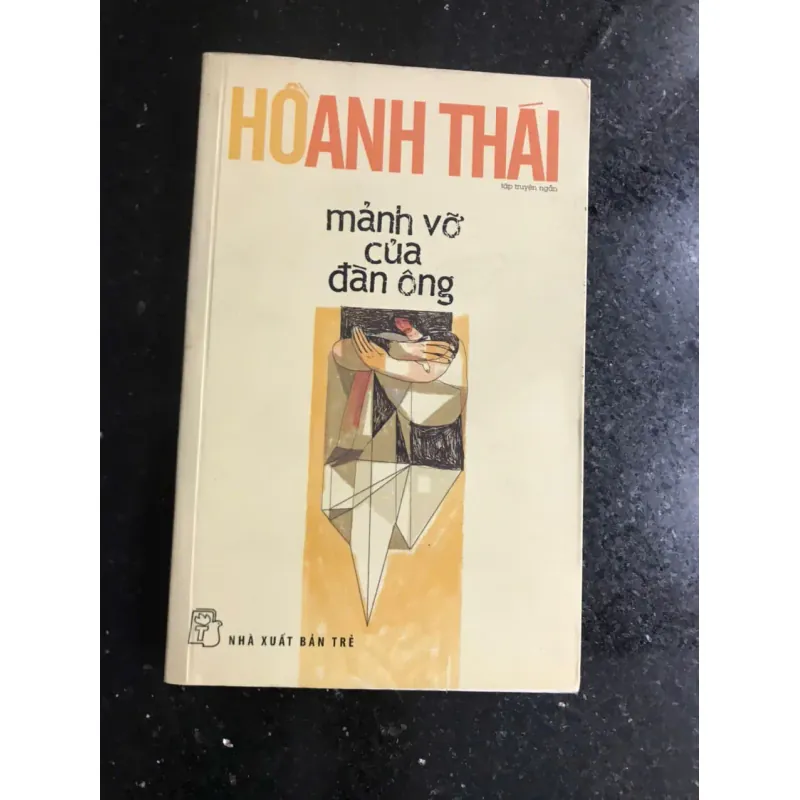 HỒ ANH THÁI
tập truyện ngắn
mảnh vỡ
của
đàn ông
NHÀ XUẤT BẢN TRẺ